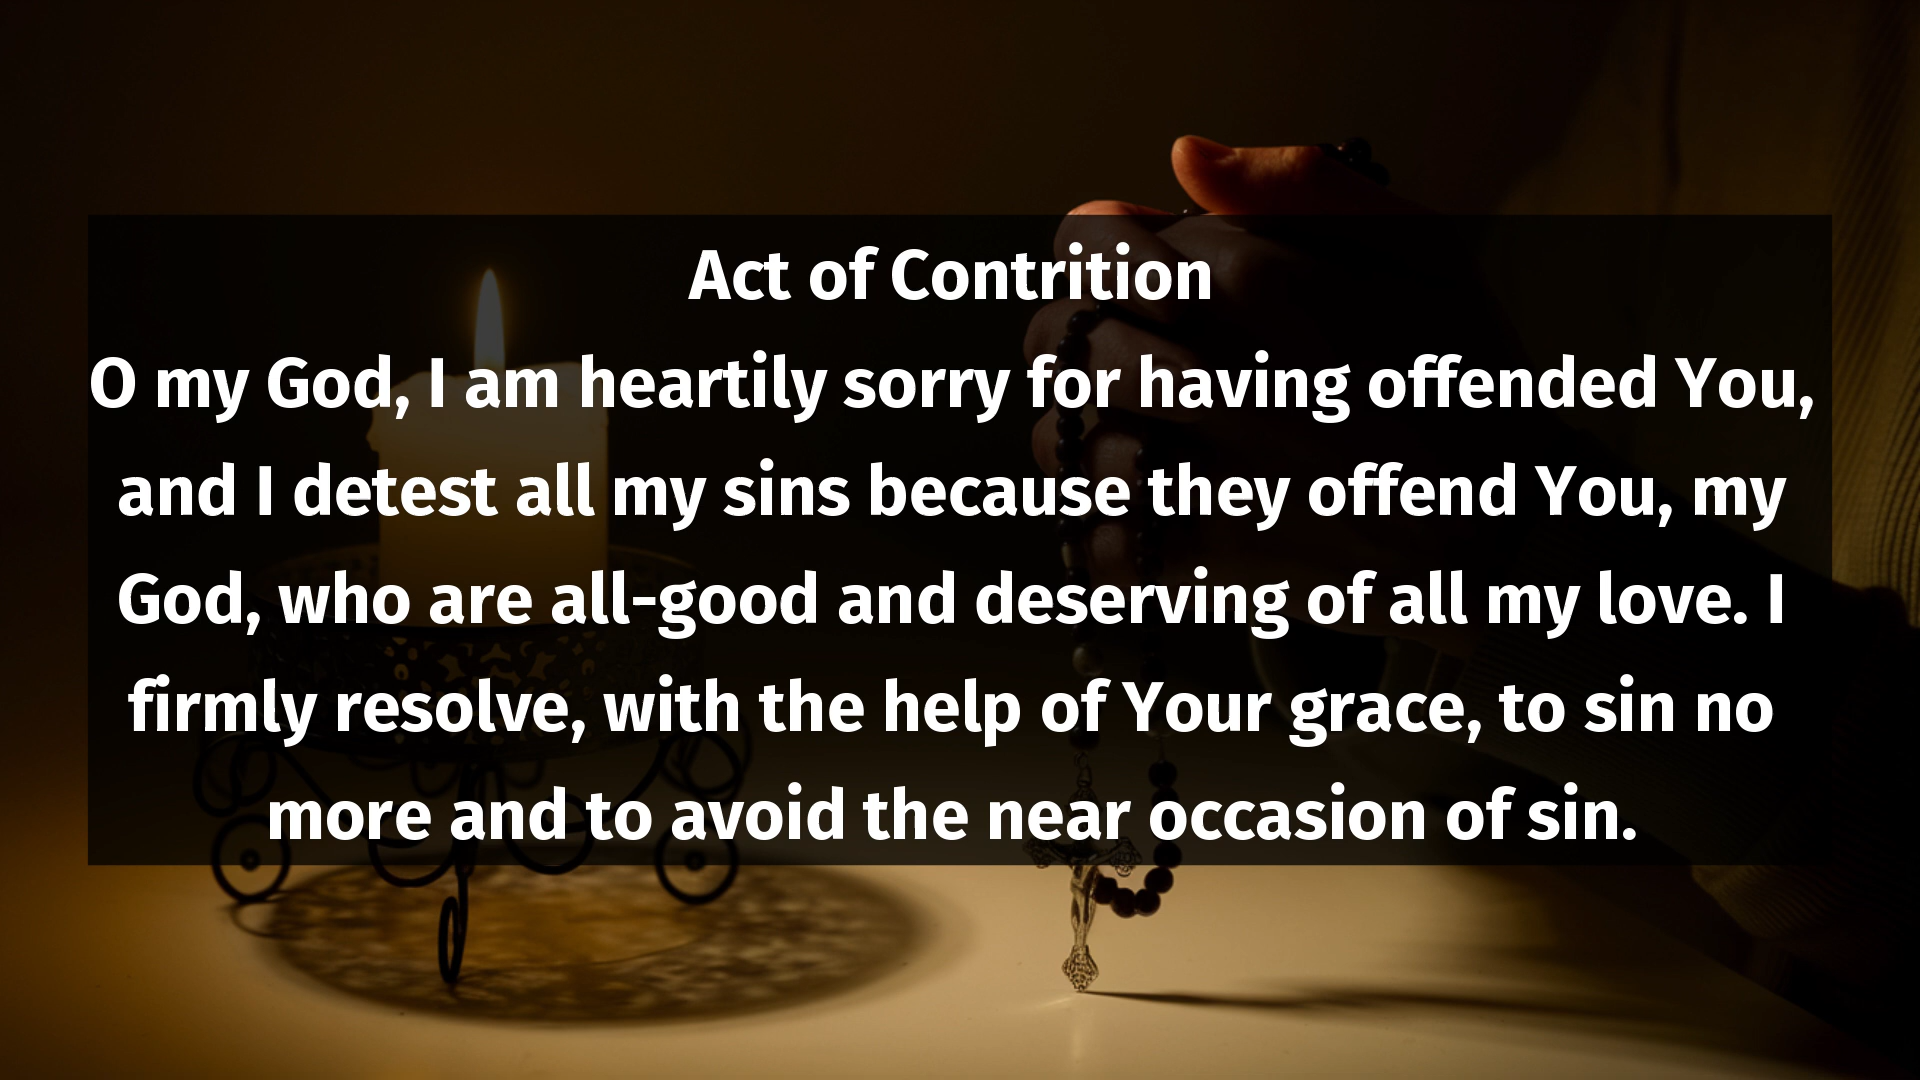 Act of Contrition
O my God, I am heartily sorry for having offended You,
and I detest all my sins because they offend You, my
God, who are all-good and deserving of all my love. I
firmly resolve, with the help of Your grace, to sin no
more and to avoid the near occasion of sin.